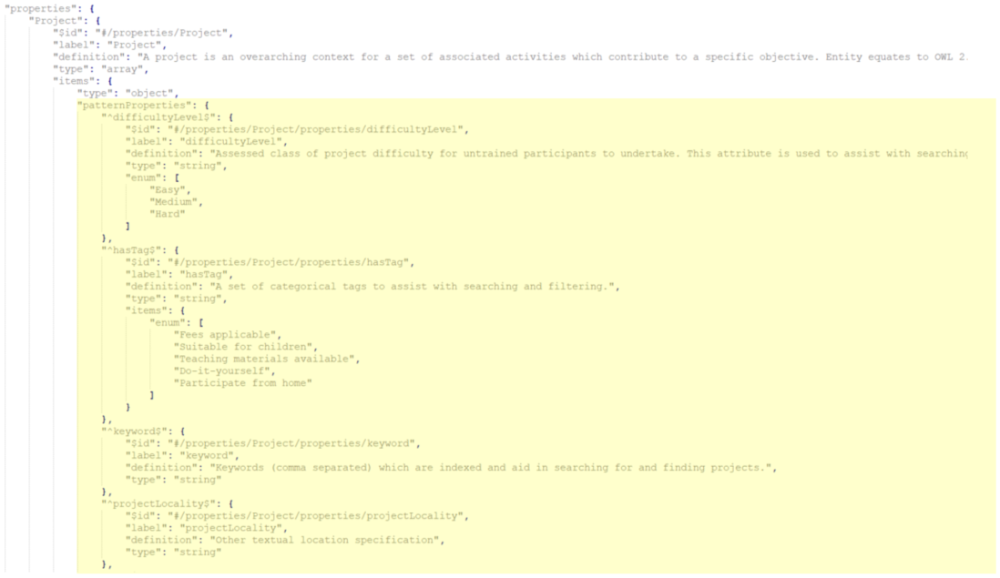 "properties": {
"Project": {
"$id": "#/properties/Project",
"label": "Project",
"definition": "A project is an overarching context for a set of associated activities which contribute to a specific objective. Entity equates to OWL 2.
"type": "array",
"items": {
"type": "object",
"patternProperties": {
"^difficultyLevel$": {
"$id": "#/properties/Project/properties/difficultyLevel",
"label": "difficultyLevel",
"definition": "Assessed class of project difficulty for untrained participants to undertake. This attribute is used to assist with searching
"type": "string",
"enum": [
"Easy",
"Medium",
"Hard"
]
},
"^hasTag$": {
"$id": "#/properties/Project/properties/hasTag",
"label": "hasTag",
"definition": "A set of categorical tags to assist with searching and filtering.",
"type": "string",
"items": {
"enum": [
"Fees applicable",
"Suitable for children",
"Teaching materials available",
"Do-it-yourself",
"Participate from home"
]
}
},
"^keyword$": {
"$id": "#/properties/Project/properties/keyword",
"label": "keyword",
"definition": "Keywords (comma separated) which are indexed and aid in searching for and finding projects.",
"type": "string"
},
"^projectLocality$": {
"$id": "#/properties/Project/properties/projectLocality",
"label": "projectLocality",
"definition": "Other textual location specification",
"type": "string"
},